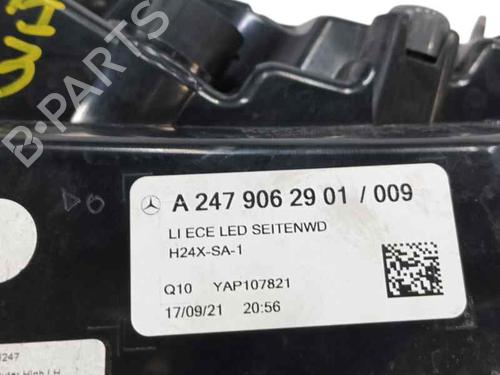 B-PARTS
A 247 906 29 01 / 009
LI ECE LED SEITENWD
H24X-SA-1
Q10 YAP107821
17/09/21 20:56